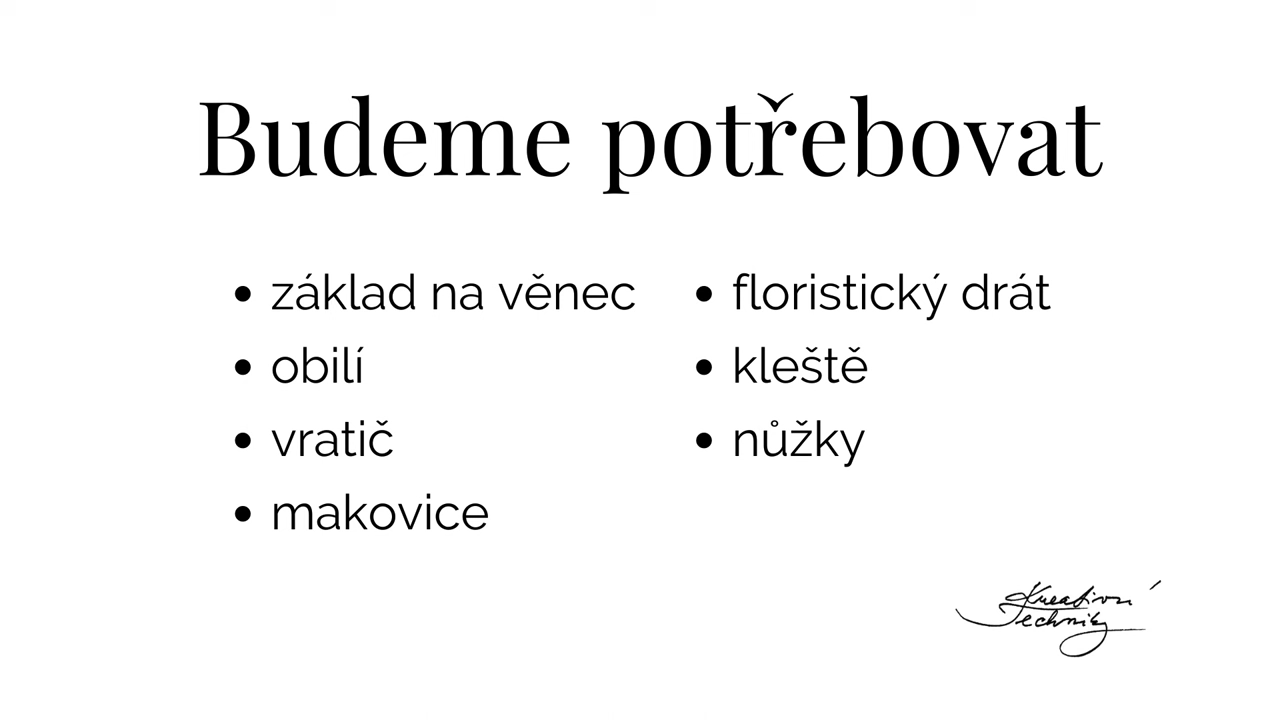 Budeme potřebovat
základ na věnec
obilí
vratič
makovice
floristický drát
kleště
nůžky
Kreativní
Techniky